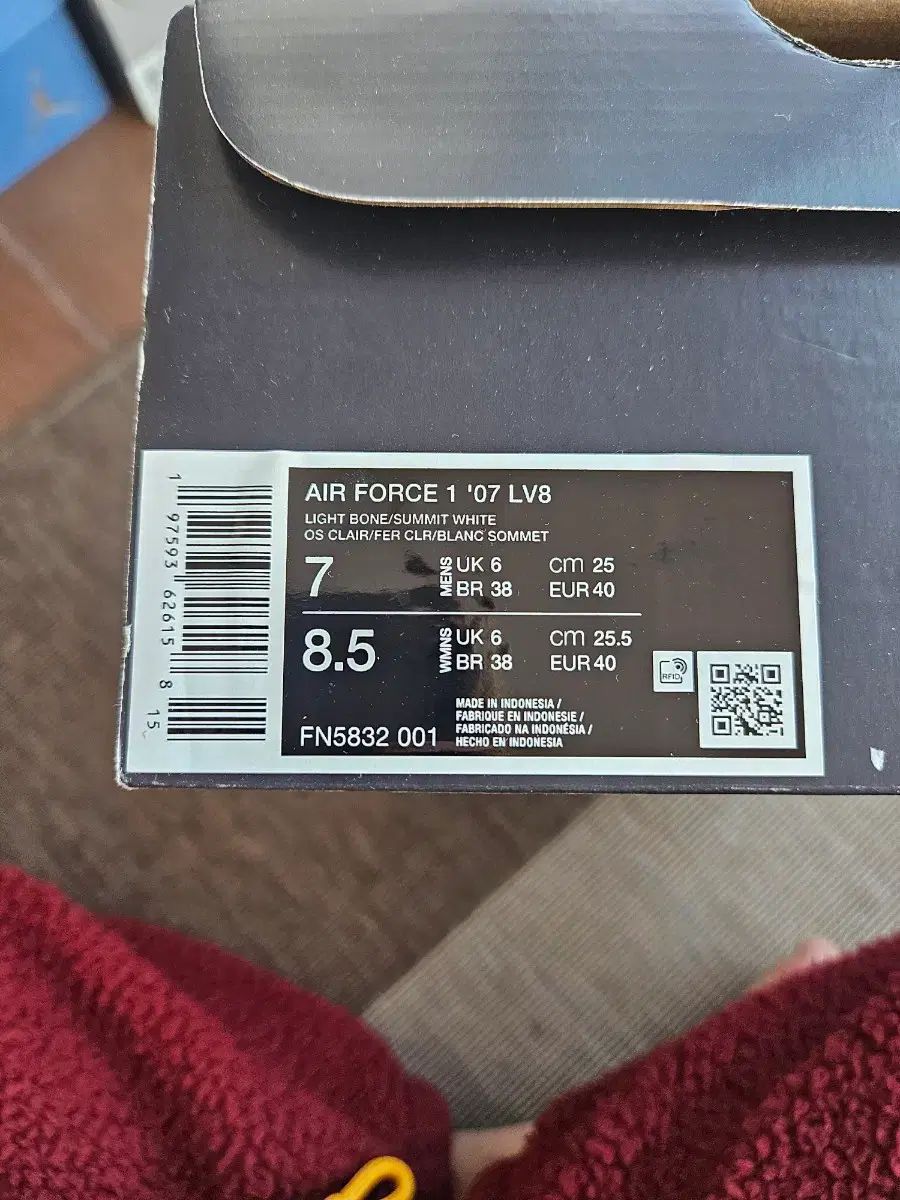 AIR FORCE 1 '07 LV8
LIGHT BONE/SUMMIT WHITE
OS CLAIR/FER CLR/BLANC SOMMET
7 MENS UK 6 cm 25
BR 38 EUR 40
8.5 WMNS UK 6 cm 25.5
BR 38 EUR 40
RFID
FN5832 001
MADE IN INDONESIA /
FABRIQUE EN INDONESIE /
FABRICADO NA INDONÉSIA /
HECHO EN INDONESIA
1 97593 62615 8 15